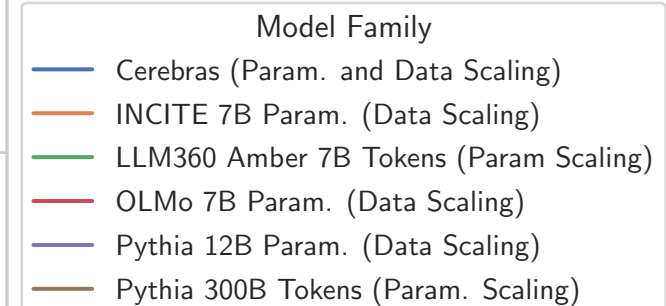 Model Family
Cerebras (Param. and Data Scaling)
INCITE 7B Param. (Data Scaling)
LLM360 Amber 7B Tokens (Param Scaling)
OLMo 7B Param. (Data Scaling)
Pythia 12B Param. (Data Scaling)
Pythia 300B Tokens (Param. Scaling)